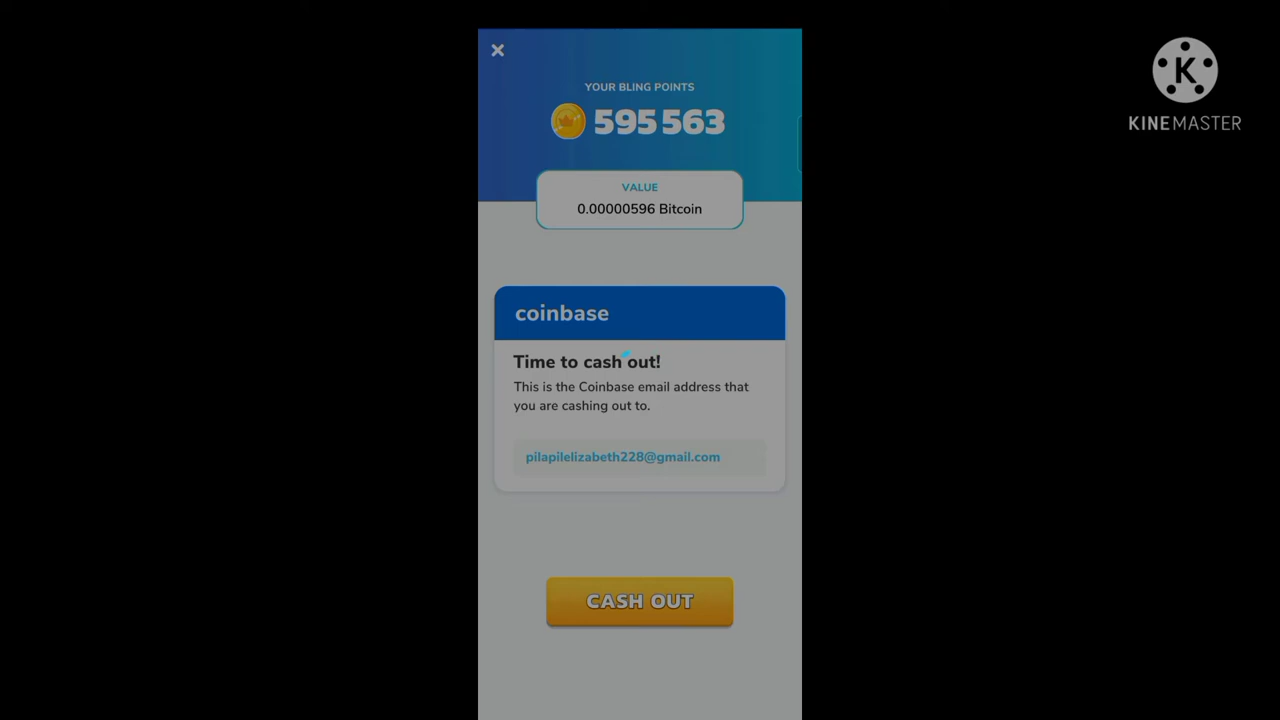 YOUR BLING POINTS
595 563
VALUE
0.00000596 Bitcoin
coinbase
Time to cash out!
This is the Coinbase email address that
you are cashing out to.
pilapilelizabeth228@gmail.com
CASH OUT
K
KINEMASTER